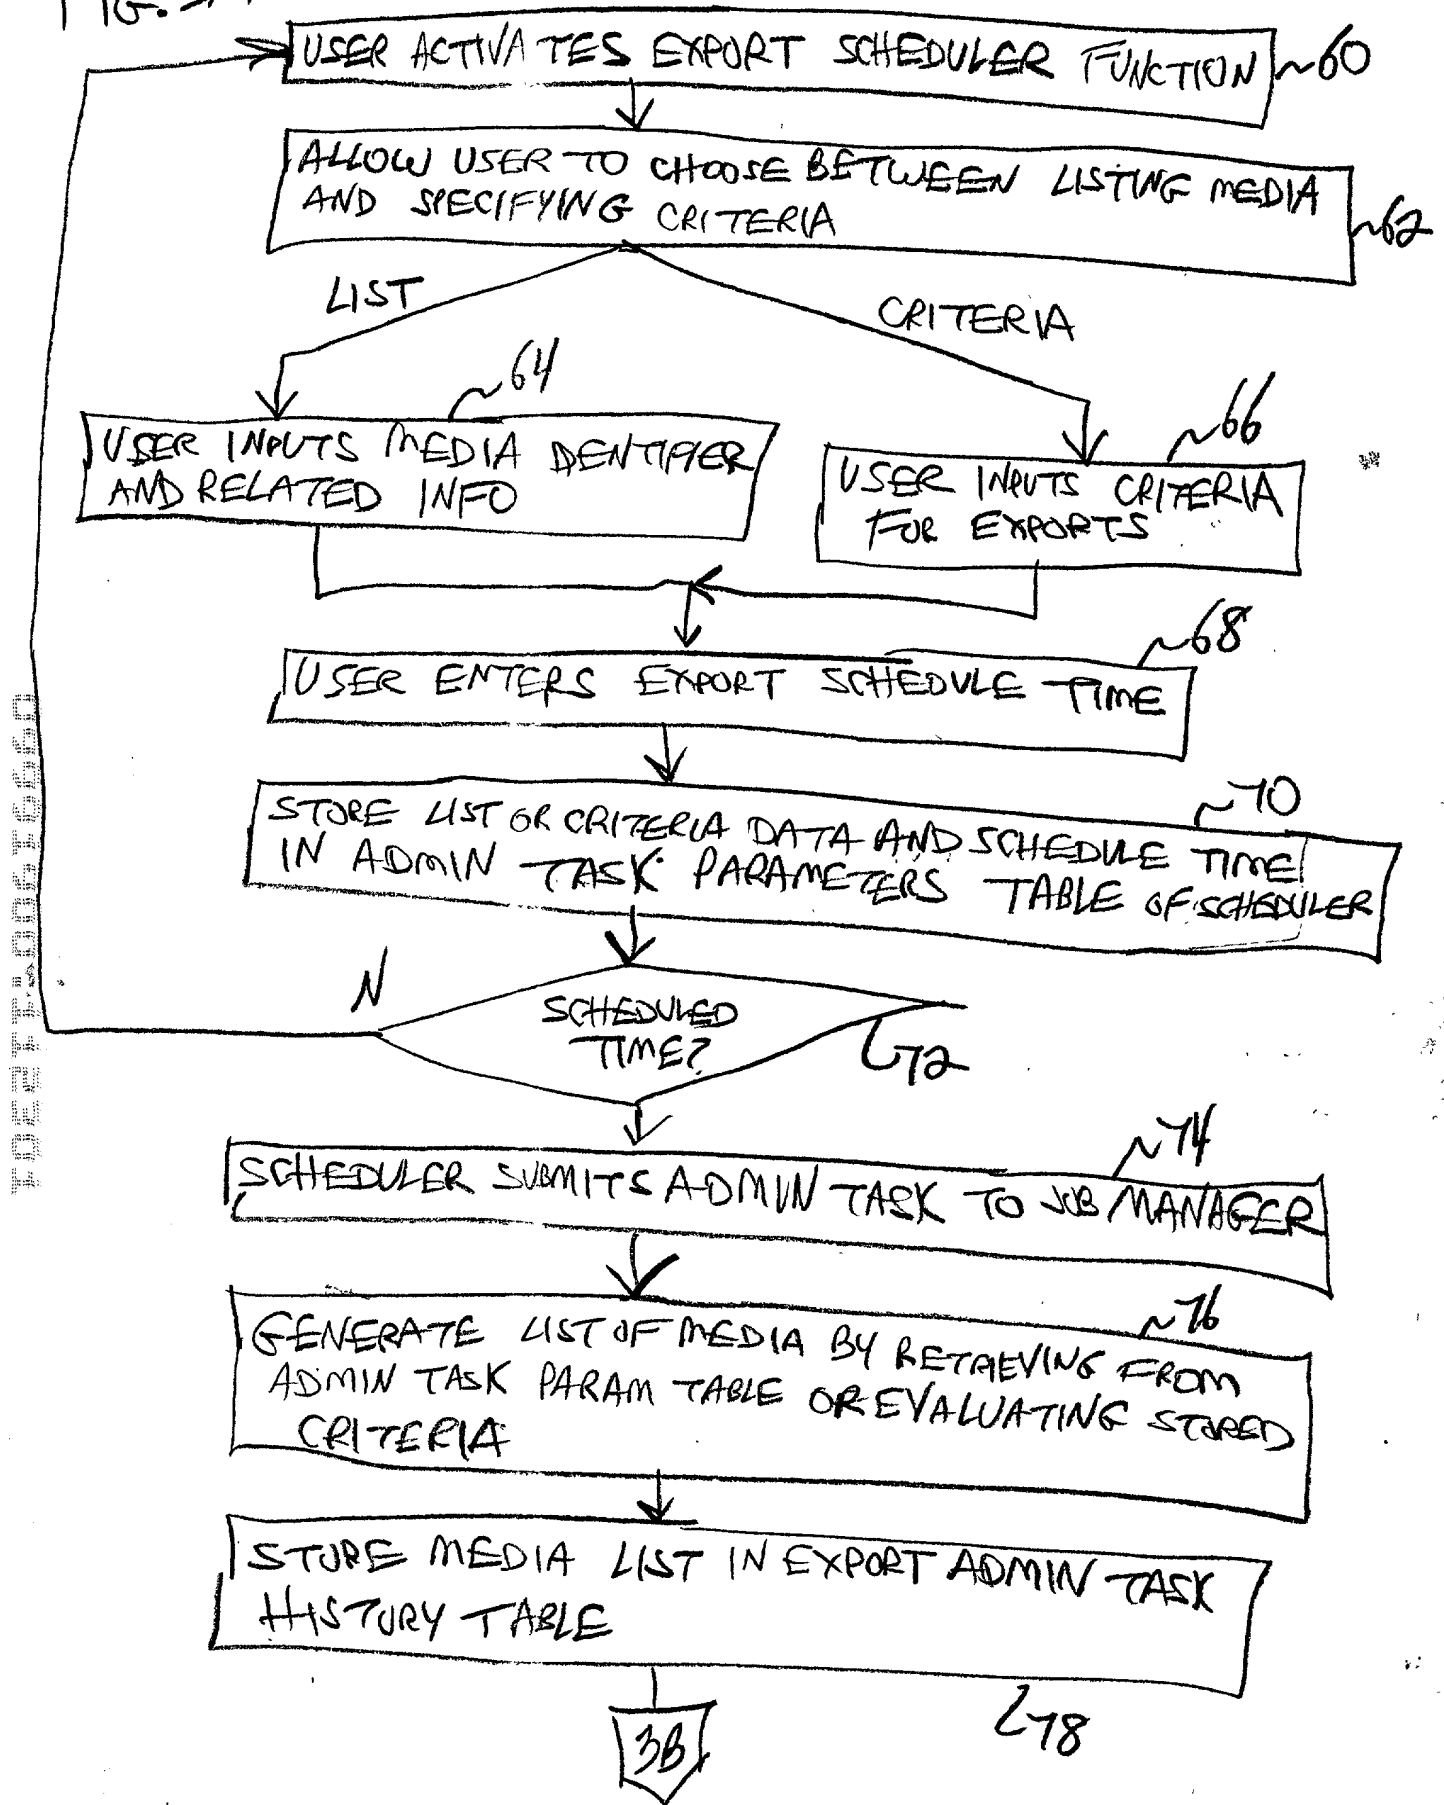 FIG.
USER ACTIVATES EXPORT SCHEDULER FUNCTION
60
ALLOW USER TO CHOOSE BETWEEN LISTING MEDIA
AND SPECIFYING CRITERIA
62
LIST
CRITERIA
64
66
USER INPUTS MEDIA IDENTIFIER
AND RELATED INFO
USER INPUTS CRITERIA
FOR EXPORTS
68
USER ENTERS EXPORT SCHEDULE TIME
70
STORE LIST OR CRITERIA DATA AND SCHEDULE TIME
IN ADMIN TASK PARAMETERS TABLE OF SCHEDULER
N
SCHEDULED
TIME?
72
74
SCHEDULER SUBMITS ADMIN TASK TO JOB MANAGER
76
GENERATE LIST OF MEDIA BY RETRIEVING FROM
ADMIN TASK PARAM TABLE OR EVALUATING STORED
CRITERIA
STORE MEDIA LIST IN EXPORT ADMIN TASK
HISTORY TABLE
78
3B